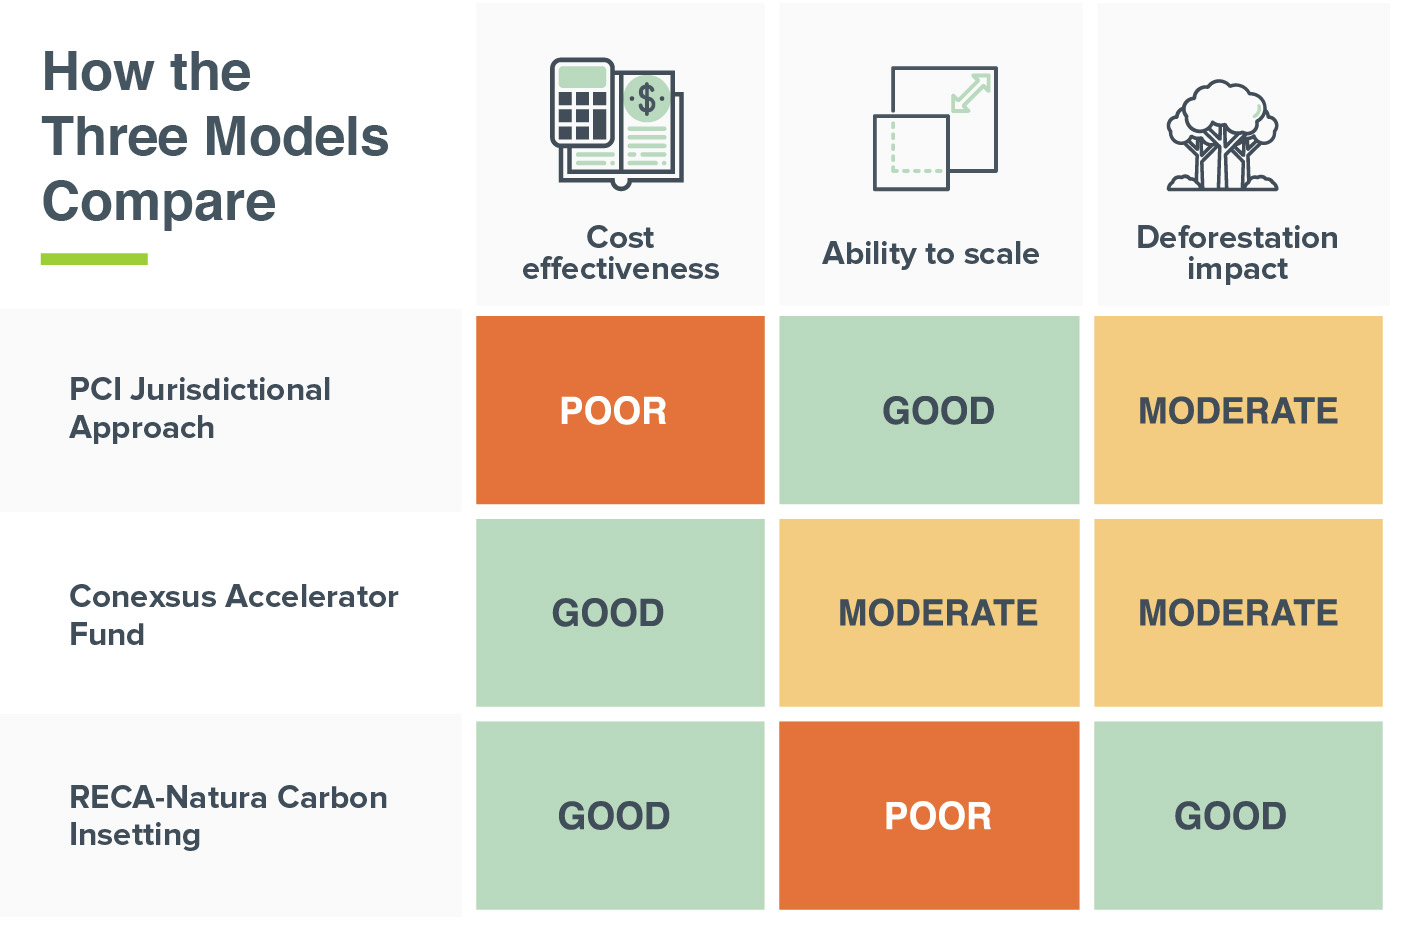 How the
Three Models
Compare
$
Cost
effectiveness
Ability to scale
Deforestation
impact
PCI Jurisdictional
Approach
POOR
GOOD
MODERATE
Conexsus Accelerator
Fund
GOOD
MODERATE
MODERATE
RECA-Natura Carbon
Insetting
GOOD
POOR
GOOD